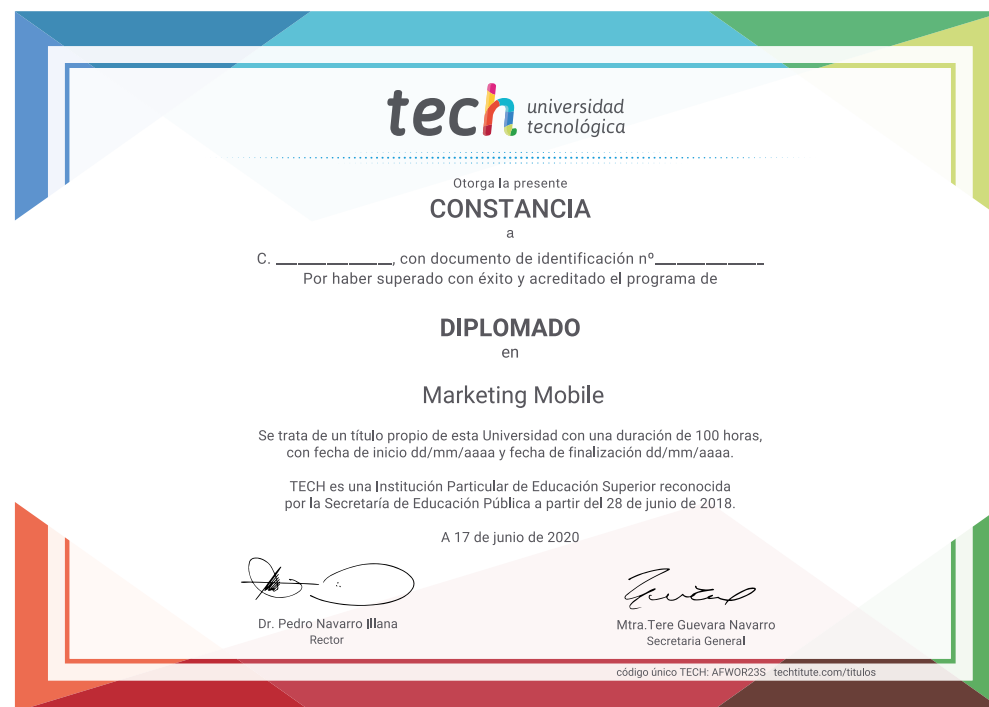 tech universidad
tecnológica
Otorga la presente
CONSTANCIA
a
C. ______________, con documento de identificación nº_____________
Por haber superado con éxito y acreditado el programa de
DIPLOMADO
en
Marketing Mobile
Se trata de un título propio de esta Universidad con una duración de 100 horas,
con fecha de inicio dd/mm/aaaa y fecha de finalización dd/mm/aaaa.
TECH es una Institución Particular de Educación Superior reconocida
por la Secretaría de Educación Pública a partir del 28 de junio de 2018.
A 17 de junio de 2020
Dr. Pedro Navarro Illana
Rector
Mtra.Tere Guevara Navarro
Secretaria General
código único TECH: AFWOR23S techtitute.com/titulos